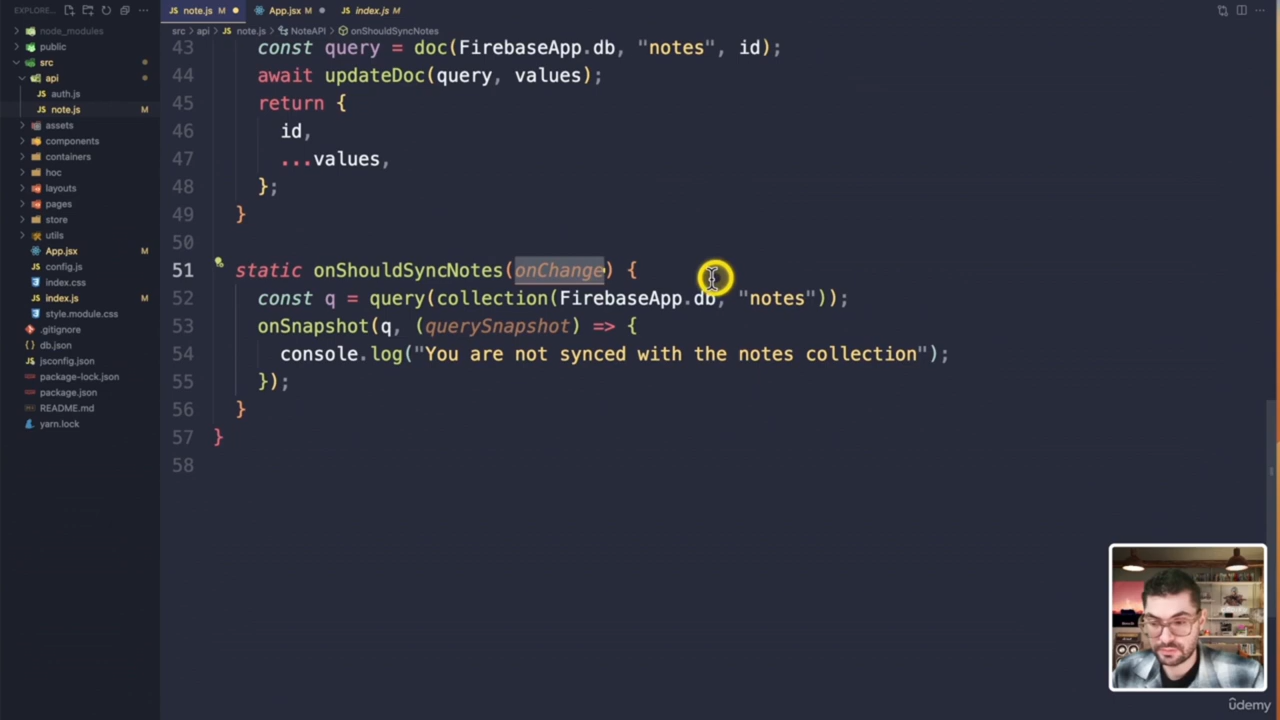 EXPLORE...
note.js M
App.jsx M
index.js M
src > api > note.js > NoteAPI > onShouldSyncNotes
node_modules
public
src
api
auth.js
note.js M
assets
components
containers
hoc
layouts
pages
store
utils
App.jsx M
config.js
index.css
index.js M
style.module.css
.gitignore
db.json
jsconfig.json
package-lock.json
package.json
README.md
yarn.lock
43 const query = doc(FirebaseApp.db, "notes", id);
44 await updateDoc(query, values);
45 return {
46 id,
47 ...values,
48 };
49 }
50
51 static onShouldSyncNotes(onChange) {
52 const q = query(collection(FirebaseApp.db, "notes"));
53 onSnapshot(q, (querySnapshot) => {
54 console.log("You are not synced with the notes collection");
55 });
56 }
57 }
58
ûdemy